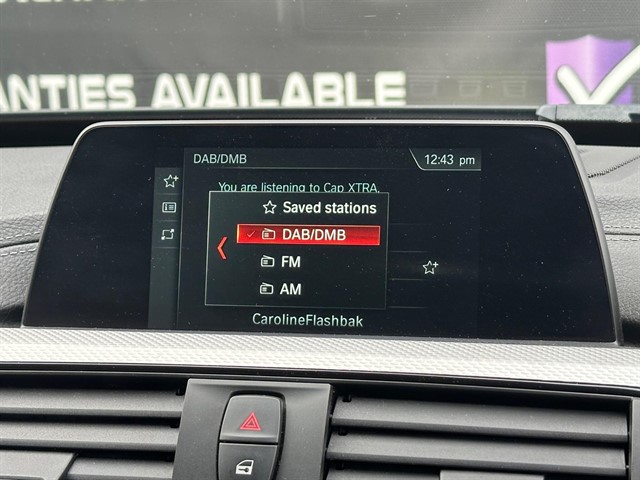 ANTIES AVAILABLE
DAB/DMB
12:43 pm
You are listening to Cap XTRA.
Saved stations
DAB/DMB
FM
AM
CarolineFlashbak